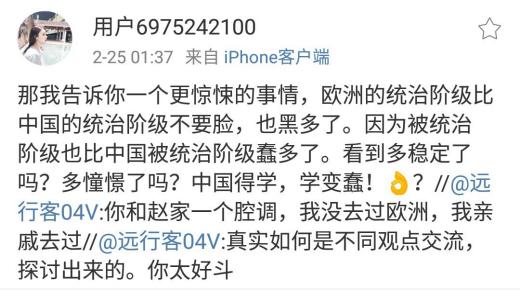 用户6975242100
2-25 01:37 来自 iPhone客户端
那我告诉你一个更惊悚的事情，欧洲的统治阶级比
中国的统治阶级不要脸，也黑多了。因为被统治
阶级也比中国被统治阶级蠢多了。看到多稳定了
吗？多憧憬了吗？中国得学，学变蠢！👌？//@远
行客04V:你和赵家一个腔调，我没去过欧洲，我亲
戚去过//@远行客04V:真实如何是不同观点交流，
探讨出来的。你太好斗